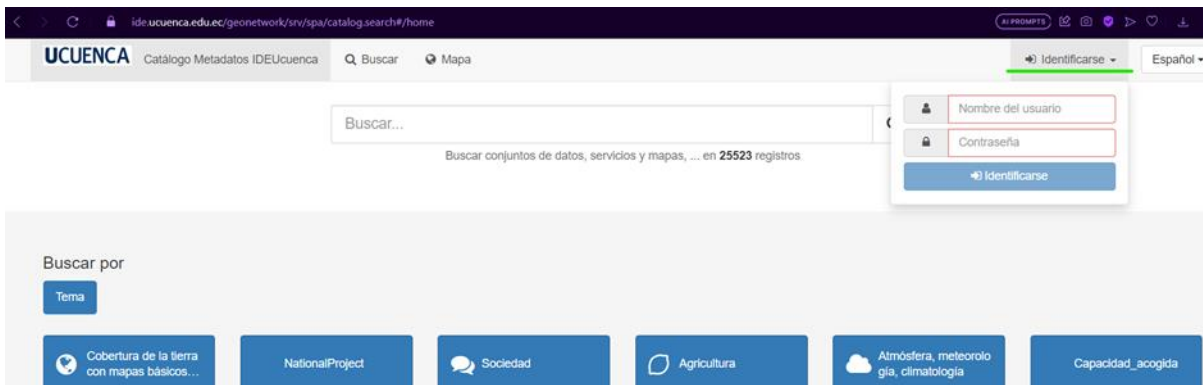 ide.ucuenca.edu.ec/geonetwork/srv/spa/catalog.search#/home
AI PROMPTS
UCUENCA Catálogo Metadatos IDEUcuenca Buscar Mapa Identificarse Español
Nombre del usuario
Buscar...
Contraseña
Buscar conjuntos de datos, servicios y mapas, ... en 25523 registros
Identificarse
Buscar por
Tema
Cobertura de la tierra
con mapas básicos...
NationalProject
Sociedad
Agricultura
Atmósfera, meteorolo
gía, climatología
Capacidad_acogida